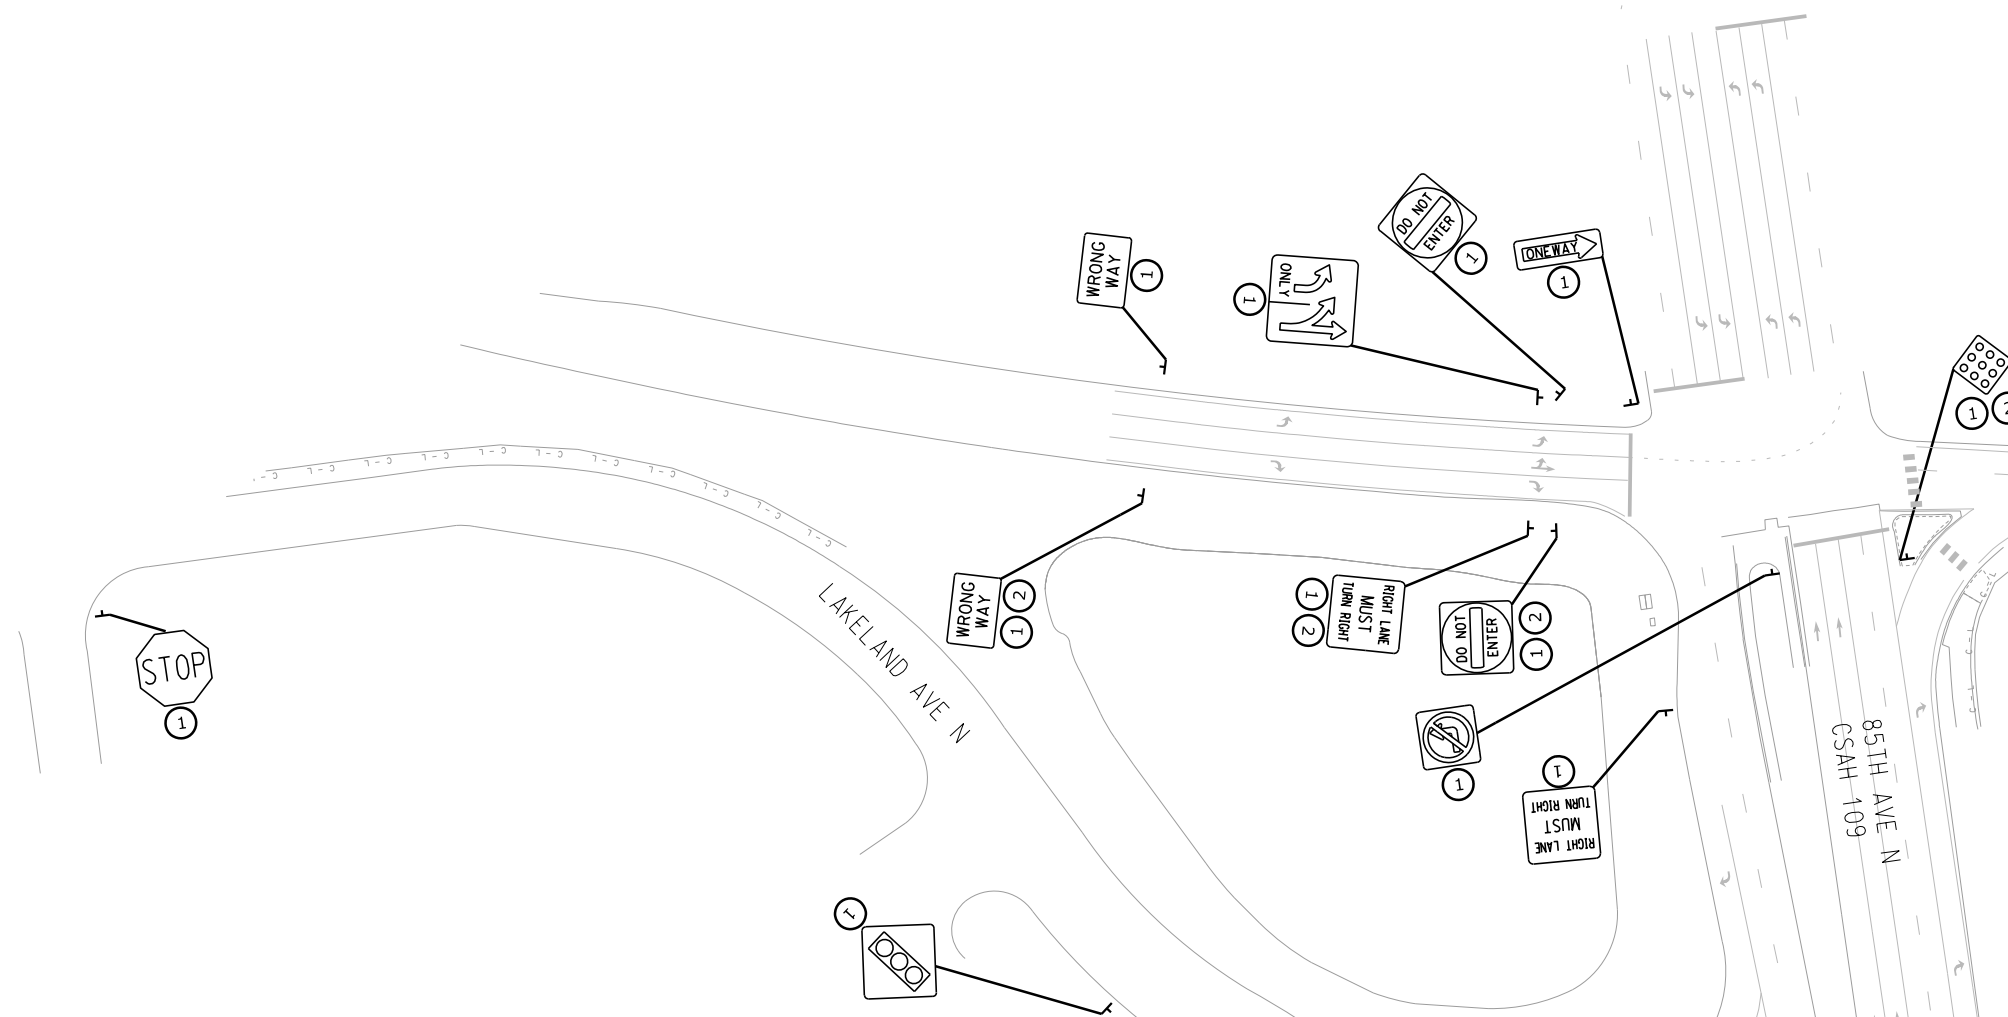 DO NOT
ENTER
1
ONEWAY
1
WRONG
WAY
1
ONLY
1
1
2
WRONG
WAY
2
1
RIGHT LANE
MUST
TURN RIGHT
1
2
DO NOT
ENTER
2
1
STOP
1
LAKELAND AVE N
1
RIGHT LANE
MUST
TURN RIGHT
1
85TH AVE N
CSAH 109
1
C-L
C-L
C-L
C-L
C-L
C-L
C-L
C-L
C-L
C-L